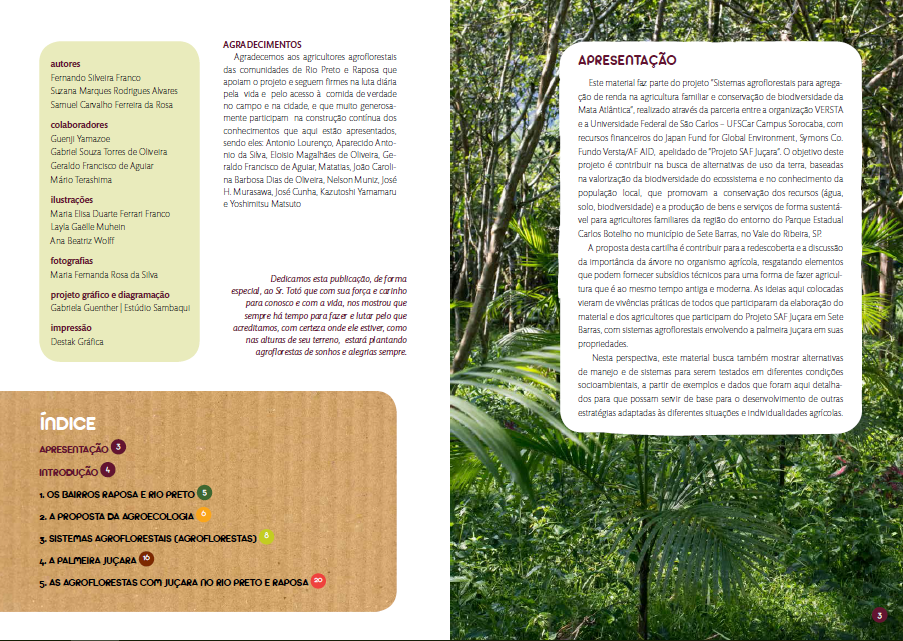 autores
Fernando Silveira Franco
Suzana Marques Rodrigues Alvares
Samuel Carvalho Ferreira da Rosa
colaboradores
Guenji Yamazoe
Gabriel Souza Torres de Oliveira
Geraldo Francisco de Aguiar
Mário Terashima
ilustrações
Maria Elisa Duarte Ferrari Franco
Layla Gaëlle Muhein
Ana Beatriz Wolff
fotografias
Maria Fernanda Rosa da Silva
projeto gráfico e diagramação
Gabriela Guenther | Estúdio Sambaqui
impressão
Destak Gráfica
AGRADECIMENTOS
Agradecemos aos agricultores agroflorestais
das comunidades de Rio Preto e Raposa que
apoiam o projeto e seguem firmes na luta diária
pela vida e pelo acesso à comida de verdade
no campo e na cidade, e que muito generosa-
mente participam na construção contínua dos
conhecimentos que aqui estão apresentados,
sendo eles: Antonio Lourenço, Aparecido Anto-
nio da Silva, Eloisio Magalhães de Oliveira, Ge-
raldo Francisco de Aguiar, Matatias, João Caroli-
na Barbosa Dias de Oliveira, Nelson Muniz, José
H. Murasawa, José Cunha, Kazutoshi Yamamaru
e Yoshimitsu Matsuto
Dedicamos esta publicação, de forma
especial, ao Sr. Totó que com sua força e carinho
para conosco e com a vida, nos mostrou que
sempre há tempo para fazer e lutar pelo que
acreditamos, com certeza onde ele estiver, como
nas alturas de seu terreno, estará plantando
agroflorestas de sonhos e alegrias sempre.
ÍNDICE
APRESENTAÇÃO 3
INTRODUÇÃO 4
1. OS BAIRROS RAPOSA E RIO PRETO 5
2. A PROPOSTA DA AGROECOLOGIA 6
3. SISTEMAS AGROFLORESTAIS (AGROFLORESTAS) 8
4. A PALMEIRA JUÇARA 16
5. AS AGROFLORESTAS COM JUÇARA NO RIO PRETO E RAPOSA 20
APRESENTAÇÃO
Este material faz parte do projeto "Sistemas agroflorestais para agrega-
ção de renda na agricultura familiar e conservação de biodiversidade da
Mata Atlântica", realizado através da parceria entre a organização VERSTA
e a Universidade Federal de São Carlos – UFSCar Campus Sorocaba, com
recursos financeiros do Japan Fund for Global Environment, Symons Co.
Fundo Versta/AF AID, apelidado de "Projeto SAF Juçara". O objetivo deste
projeto é contribuir na busca de alternativas de uso da terra, baseadas
na valorização da biodiversidade do ecossistema e no conhecimento da
população local, que promovam a conservação dos recursos (água,
solo, biodiversidade) e a produção de bens e serviços de forma sustentá-
vel para agricultores familiares da região do entorno do Parque Estadual
Carlos Botelho no município de Sete Barras, no Vale do Ribeira, SP.
A proposta desta cartilha é contribuir para a redescoberta e a discussão
da importância da árvore no organismo agrícola, resgatando elementos
que podem fornecer subsídios técnicos para uma forma de fazer agricul-
tura que é ao mesmo tempo antiga e moderna. As ideias aqui colocadas
vieram de vivências práticas de todos que participaram da elaboração do
material e dos agricultores que participam do Projeto SAF Juçara em Sete
Barras, com sistemas agroflorestais envolvendo a palmeira juçara em suas
propriedades.
Nesta perspectiva, este material busca também mostrar alternativas
de manejo e de sistemas para serem testados em diferentes condições
socioambientais, a partir de exemplos e dados que foram aqui detalha-
dos para que possam servir de base para o desenvolvimento de outras
estratégias adaptadas às diferentes situações e individualidades agrícolas.
3